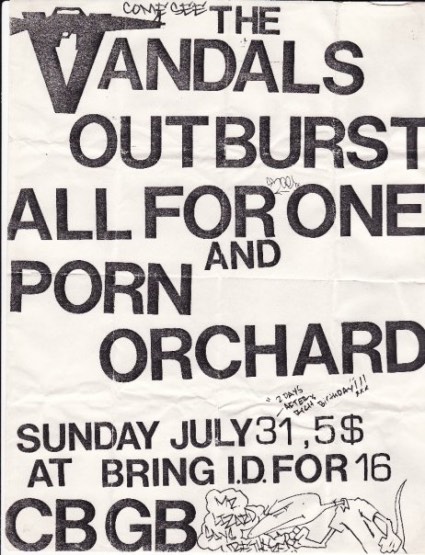 COME SEE THE
VANDALS
OUTBURST
ALL FOR ONE
AND
PORN
ORCHARD
2 DAYS
AFTER
BIRTHDAY!!!
SUNDAY JULY 31, 5$
AT BRING I.D. FOR 16
CBGB